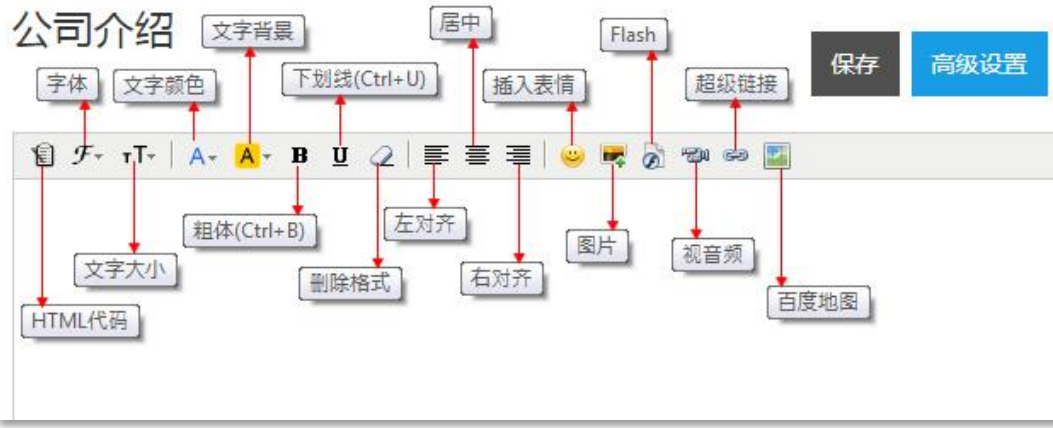 公司介绍
文字背景
居中
Flash
保存
高级设置
字体
文字颜色
下划线(Ctrl+U)
插入表情
超级链接
F
TT
A
A
B
U
粗体(Ctrl+B)
左对齐
图片
视音频
文字大小
删除格式
右对齐
百度地图
HTML代码